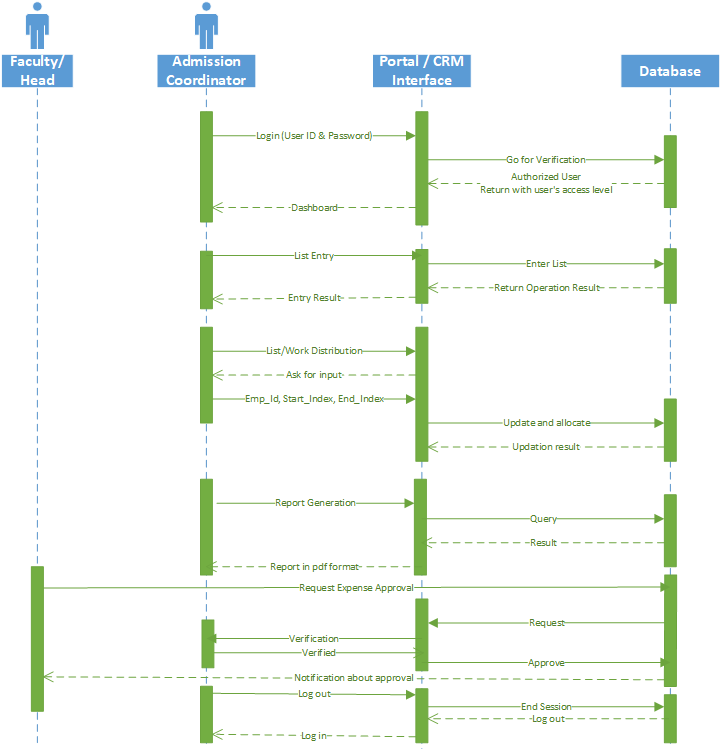 Faculty/
Head
Admission
Coordinator
Portal / CRM
Interface
Database
Login (User ID & Password)
Go for Verification
Authorized User
Return with user's access level
Dashboard
List Entry
Enter List
Return Operation Result
Entry Result
List/Work Distribution
Ask for input
Emp_Id, Start_Index, End_Index
Update and allocate
Updation result
Report Generation
Query
Result
Report in pdf format
Request Expense Approval
Request
Verification
Verified
Approve
Notification about approval
Log out
End Session
Log out
Log in